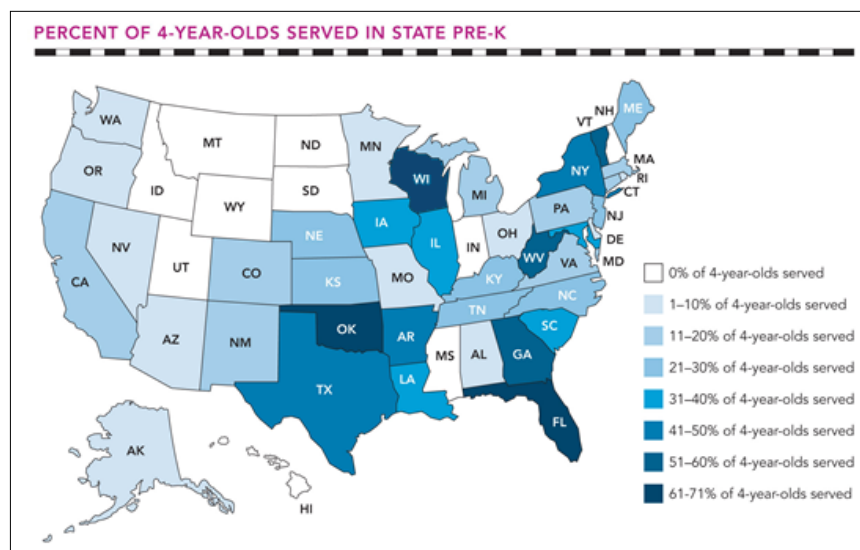 PERCENT OF 4-YEAR-OLDS SERVED IN STATE PRE-K
WA
MT
ND
MN
VT
NH
ME
OR
ID
SD
WI
MI
NY
MA
RI
CT
WY
IA
PA
NJ
NV
NE
IL
IN
OH
DE
MD
UT
CO
WV
VA
CA
KS
MO
KY
NC
TN
AZ
NM
OK
AR
SC
MS
AL
GA
TX
LA
FL
AK
HI
0% of 4-year-olds served
1–10% of 4-year-olds served
11–20% of 4-year-olds served
21–30% of 4-year-olds served
31–40% of 4-year-olds served
41–50% of 4-year-olds served
51–60% of 4-year-olds served
61-71% of 4-year-olds served